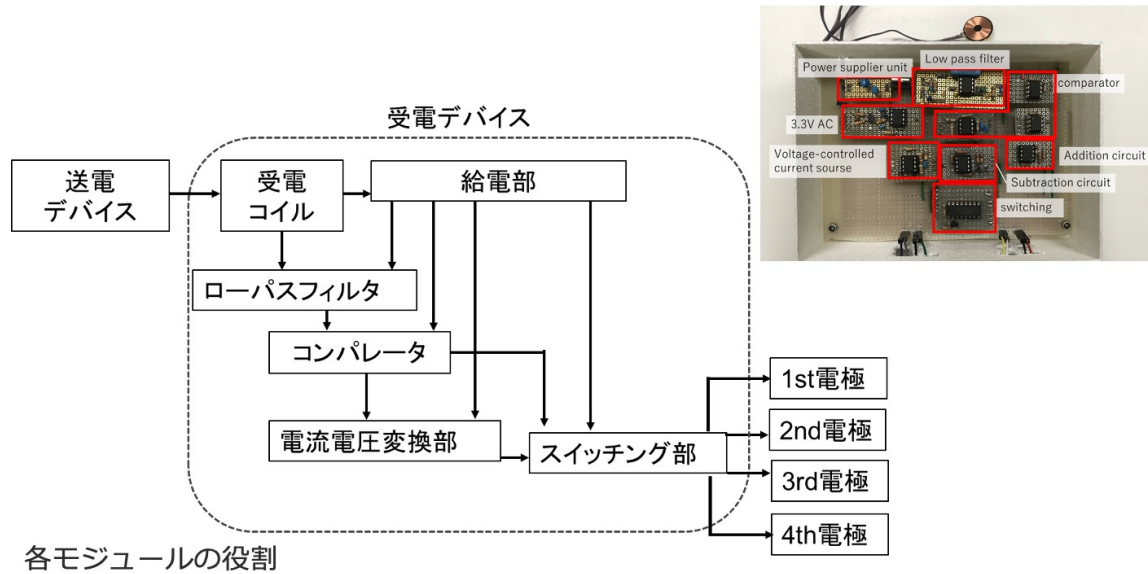 受電デバイス
送電
デバイス
受電
コイル
給電部
ローパスフィルタ
コンパレータ
電流電圧変換部
スイッチング部
1st電極
2nd電極
3rd電極
4th電極
各モジュールの役割
Power supplier unit
Low pass filter
comparator
3.3V AC
Voltage-controlled
current sourse
Addition circuit
Subtraction circuit
switching